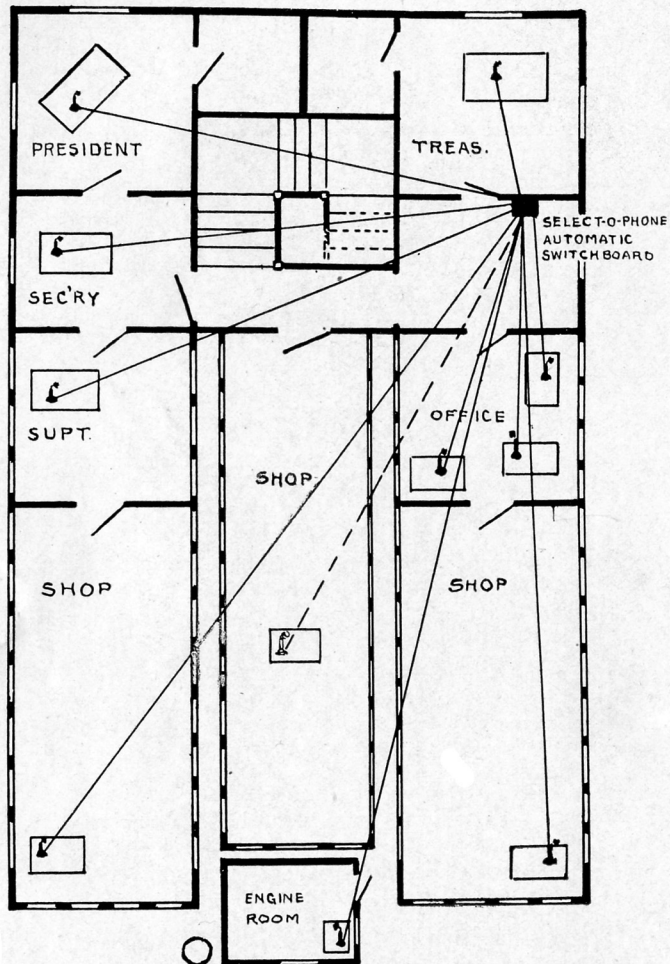 PRESIDENT
TREAS.
SELECT-O-PHONE
AUTOMATIC
SWITCHBOARD
SEC'RY
SUPT.
OFFICE
SHOP
SHOP
SHOP
ENGINE
ROOM